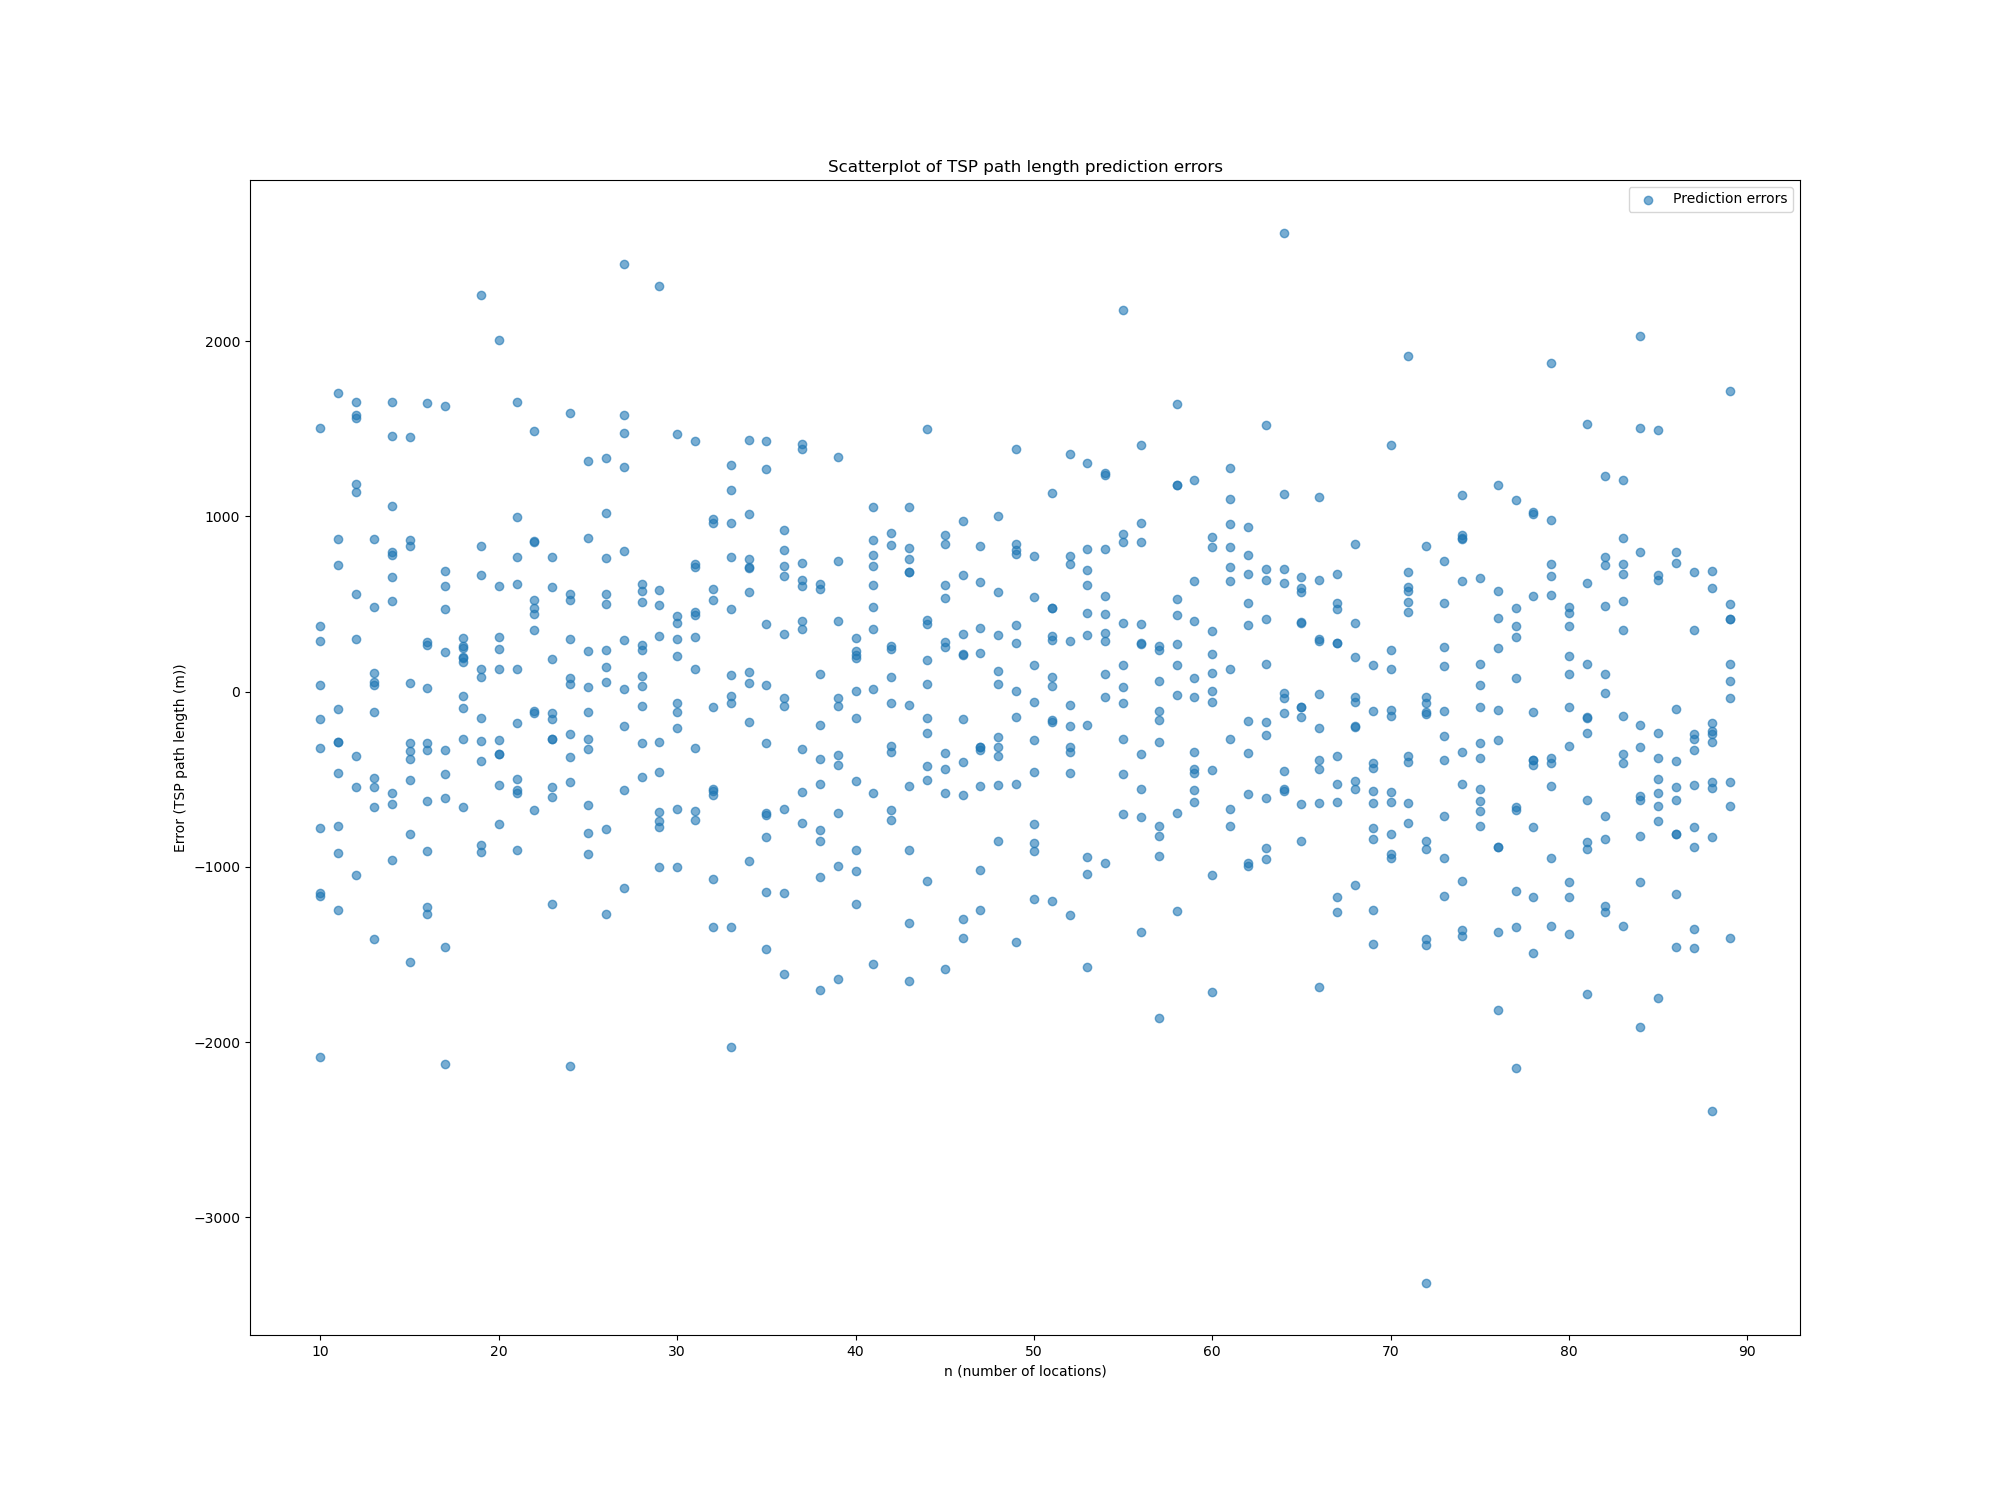 Scatterplot of TSP path length prediction errors
Prediction errors
2000
1000
0
−1000
−2000
−3000
Error (TSP path length (m))
10 20 30 40 50 60 70 80 90
n (number of locations)